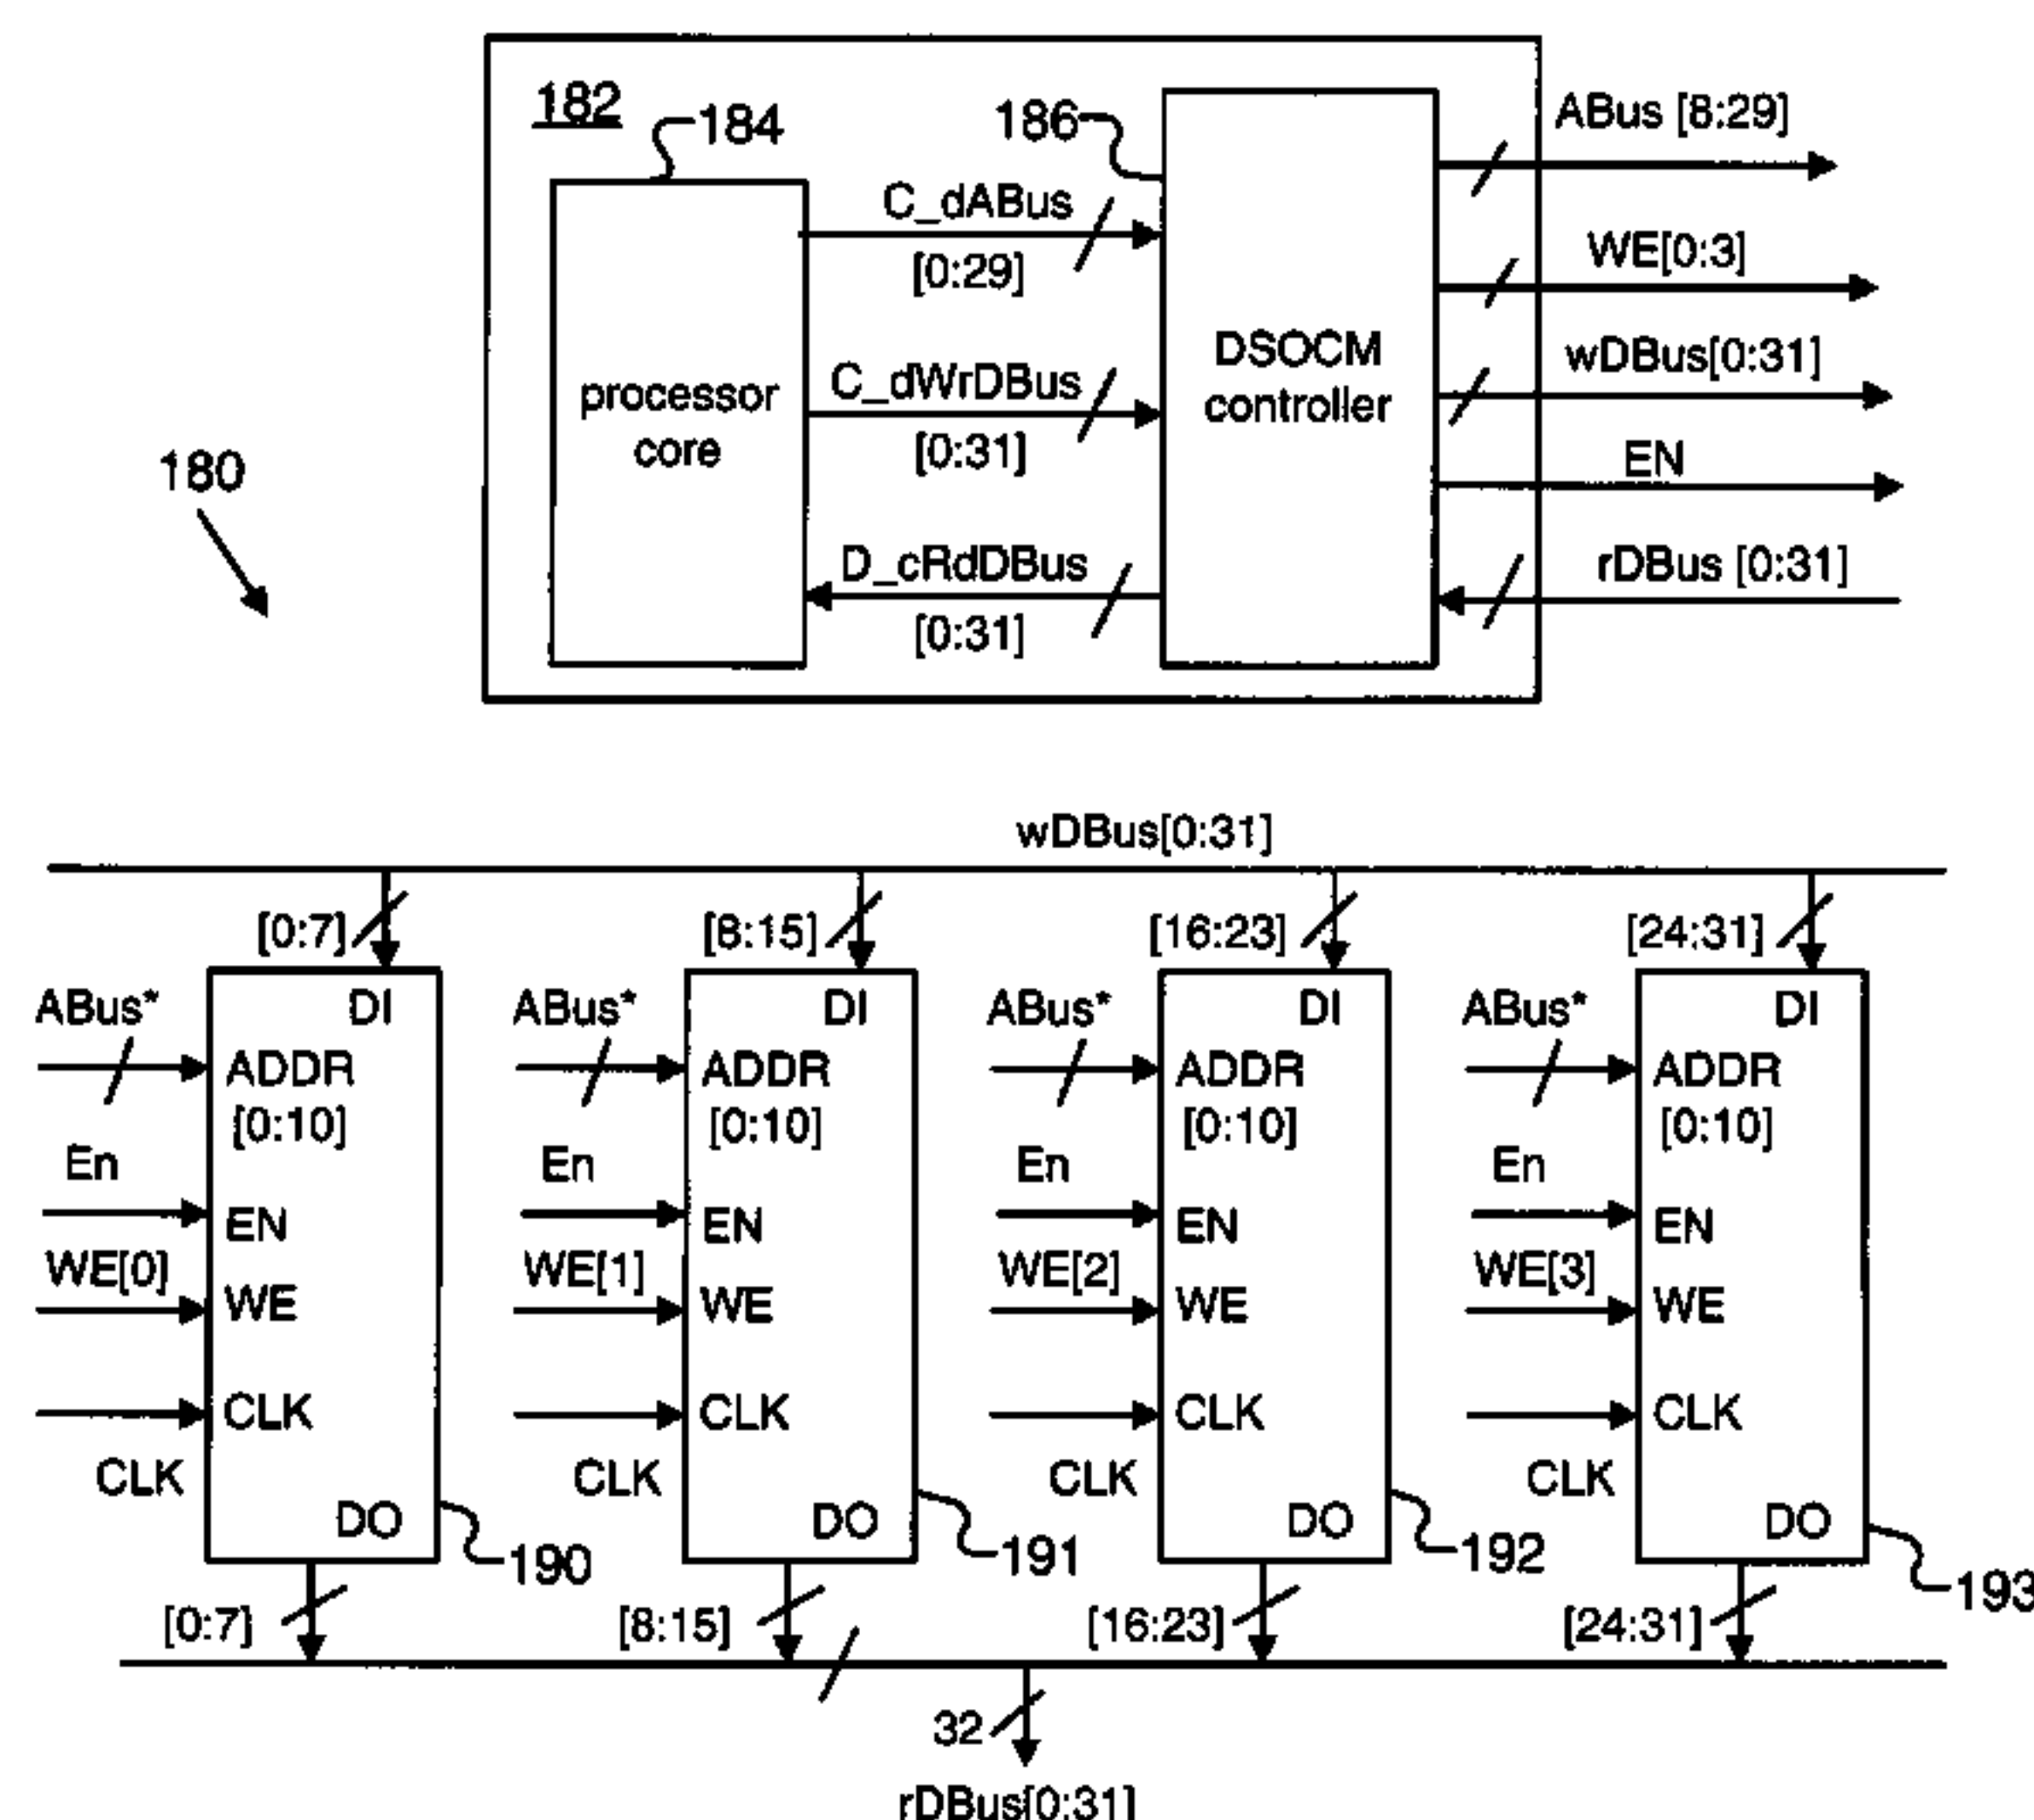 182
184
186
ABus [8:29]
C_dABus
[0:29]
WE[0:3]
processor
core
C_dWrDBus
[0:31]
DSOCM
controller
wDBus[0:31]
EN
180
D_cRdDBus
[0:31]
rDBus [0:31]
wDBus[0:31]
[0:7]
[8:15]
[16:23]
[24:31]
ABus*
DI
ADDR
[0:10]
En
EN
WE[0]
WE
CLK
CLK
DO
190
ABus*
DI
ADDR
[0:10]
En
EN
WE[1]
WE
CLK
CLK
DO
191
ABus*
DI
ADDR
[0:10]
En
EN
WE[2]
WE
CLK
CLK
DO
192
ABus*
DI
ADDR
[0:10]
En
EN
WE[3]
WE
CLK
CLK
DO
193
[0:7]
[8:15]
[16:23]
[24:31]
32
rDBus[0:31]